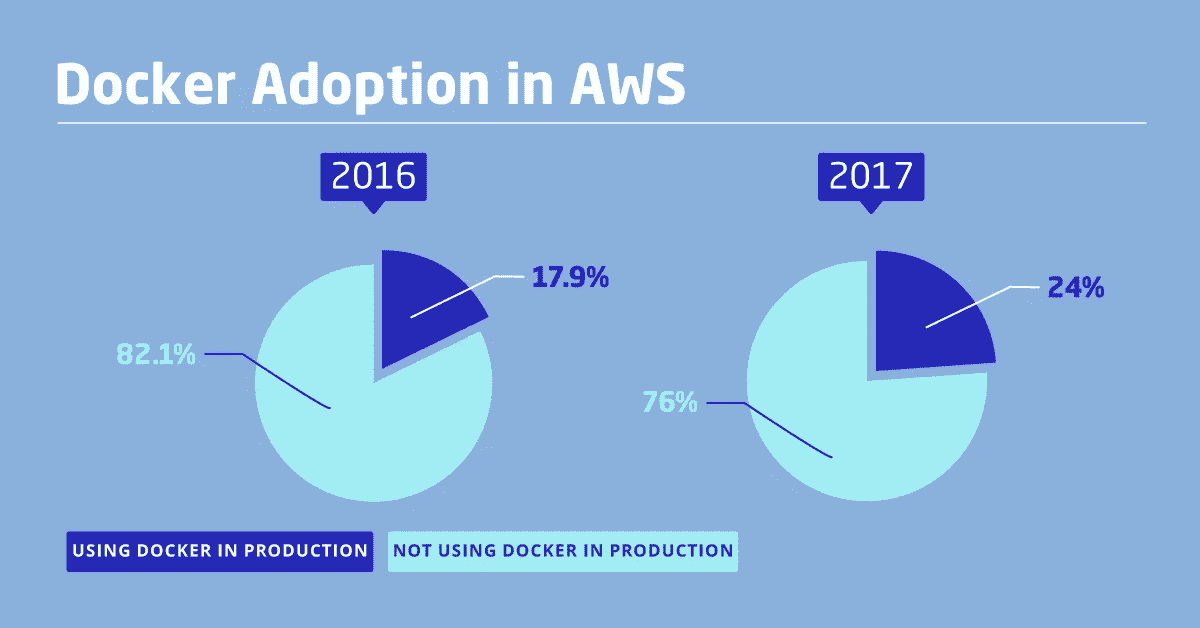 Docker Adoption in AWS
2016
2017
17.9%
24%
82.1%
76%
USING DOCKER IN PRODUCTION
NOT USING DOCKER IN PRODUCTION